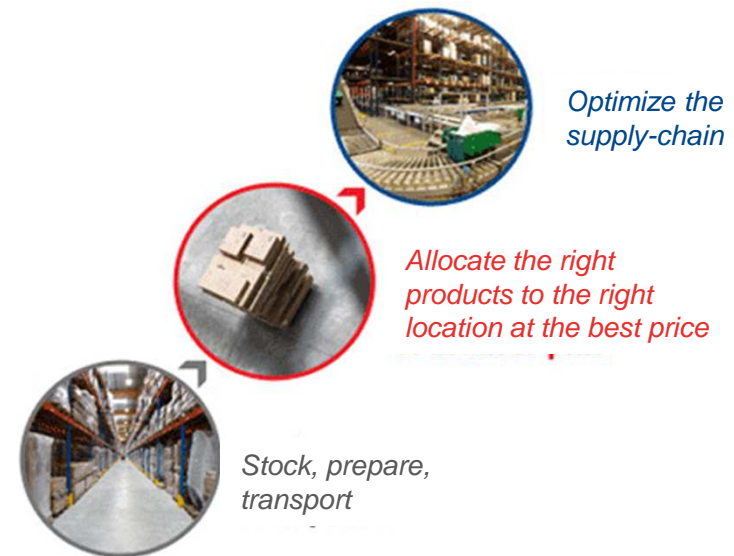 Optimize the
supply-chain
Allocate the right
products to the right
location at the best price
Stock, prepare,
transport